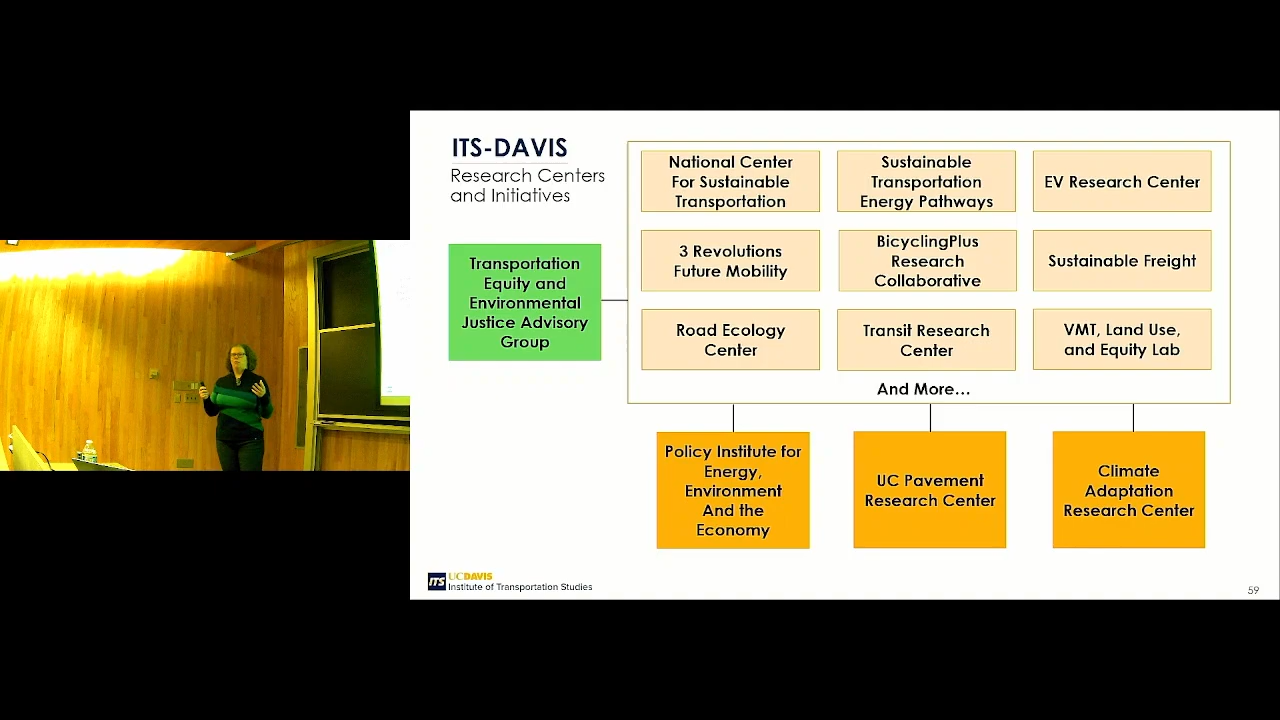 ITS-DAVIS
Research Centers
and Initiatives
Transportation
Equity and
Environmental
Justice Advisory
Group
National Center
For Sustainable
Transportation
Sustainable
Transportation
Energy Pathways
EV Research Center
3 Revolutions
Future Mobility
BicyclingPlus
Research
Collaborative
Sustainable Freight
Road Ecology
Center
Transit Research
Center
VMT, Land Use,
and Equity Lab
And More...
Policy Institute for
Energy,
Environment
And the
Economy
UC Pavement
Research Center
Climate
Adaptation
Research Center
ITS UCDAVIS
Institute of Transportation Studies
59